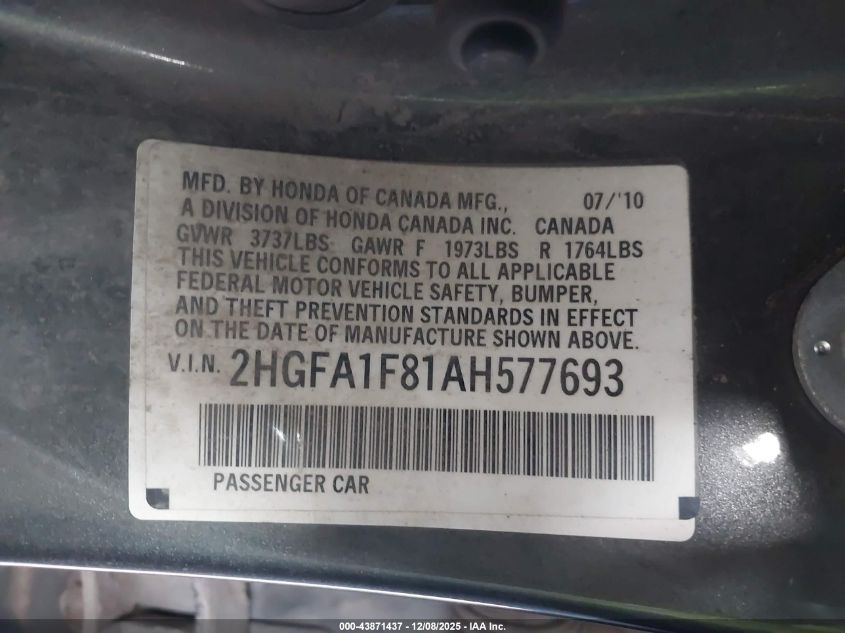 MFD. BY HONDA OF CANADA MFG., 07/'10
A DIVISION OF HONDA CANADA INC. CANADA
GVWR 3737LBS GAWR F 1973LBS R 1764LBS
THIS VEHICLE CONFORMS TO ALL APPLICABLE
FEDERAL MOTOR VEHICLE SAFETY, BUMPER,
AND THEFT PREVENTION STANDARDS IN EFFECT
ON THE DATE OF MANUFACTURE SHOWN ABOVE.
V.I.N. 2HGFA1F81AH577693
PASSENGER CAR
000-43871437 - 12/08/2025 - IAA Inc.